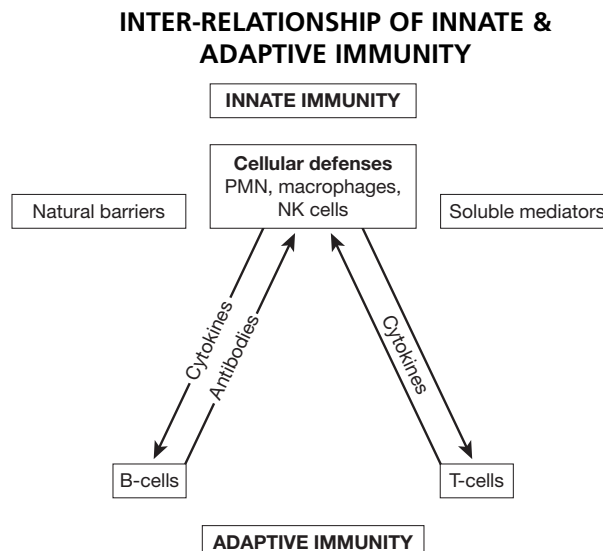 INTER-RELATIONSHIP OF INNATE &
ADAPTIVE IMMUNITY
INNATE IMMUNITY
Cellular defenses
PMN, macrophages,
NK cells
Natural barriers
Soluble mediators
Cytokines
Antibodies
Cytokines
B-cells
T-cells
ADAPTIVE IMMUNITY